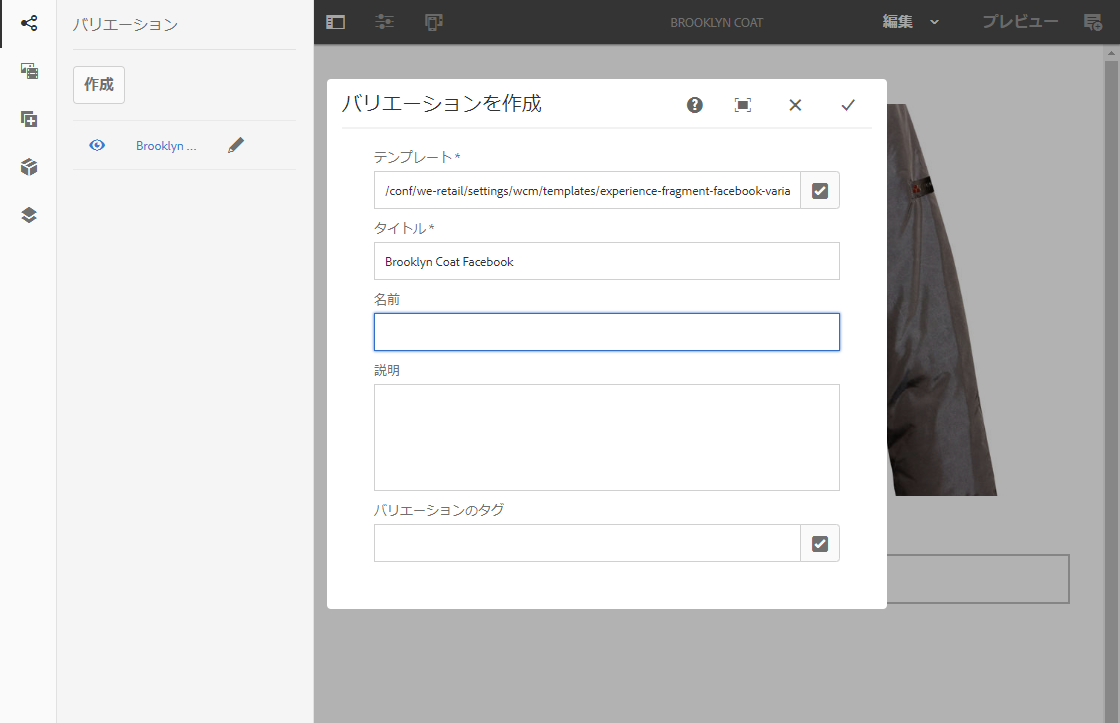 バリエーション
BROOKLYN COAT
編集
プレビュー
作成
Brooklyn ...
バリエーションを作成
テンプレート*
/conf/we-retail/settings/wcm/templates/experience-fragment-facebook-varia
タイトル*
Brooklyn Coat Facebook
名前
説明
バリエーションのタグ